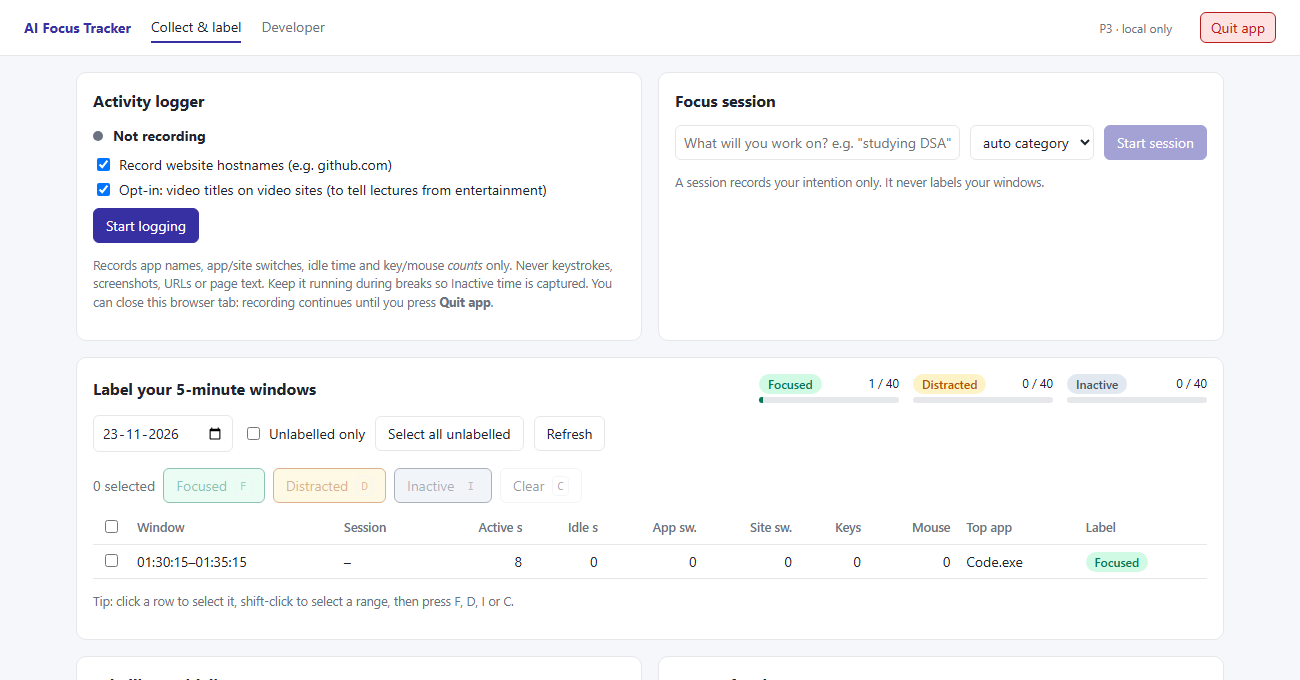 AI Focus Tracker Collect & label Developer P3 · local only Quit app
Activity logger
Not recording
Record website hostnames (e.g. github.com)
Opt-in: video titles on video sites (to tell lectures from entertainment)
Start logging
Records app names, app/site switches, idle time and key/mouse counts only. Never keystrokes,
screenshots, URLs or page text. Keep it running during breaks so Inactive time is captured. You
can close this browser tab: recording continues until you press Quit app.
Focus session
What will you work on? e.g. "studying DSA" auto category Start session
A session records your intention only. It never labels your windows.
Label your 5-minute windows
Focused 1 / 40 Distracted 0 / 40 Inactive 0 / 40
23-11-2026 Unlabelled only Select all unlabelled Refresh
0 selected Focused F Distracted D Inactive I Clear C
Window Session Active s Idle s App sw. Site sw. Keys Mouse Top app Label
01:30:15–01:35:15 – 8 0 0 0 0 0 Code.exe Focused
Tip: click a row to select it, shift-click to select a range, then press F, D, I or C.